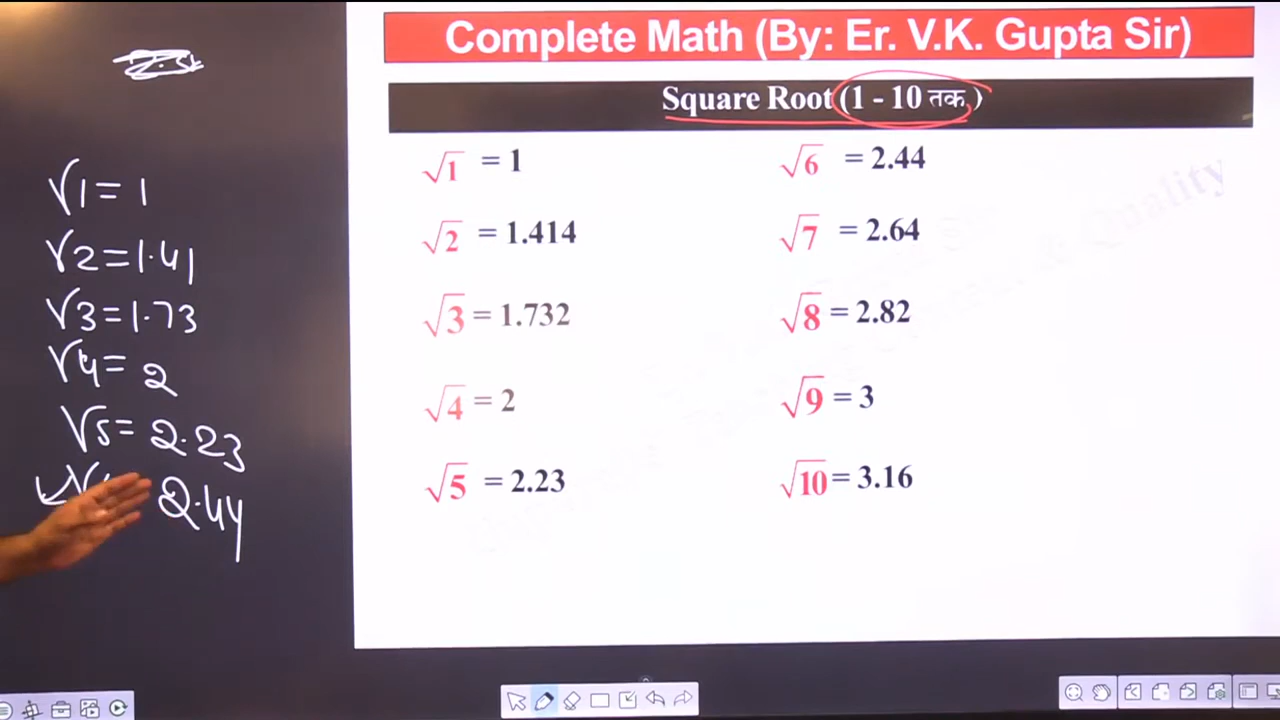 Complete Math (By: Er. V.K. Gupta Sir)
Square Root (1 - 10 तक )
√1 = 1
√2 = 1.414
√3 = 1.732
√4 = 2
√5 = 2.23
√6 = 2.44
√7 = 2.64
√8 = 2.82
√9 = 3
√10 = 3.16
√1 = 1
√2 = 1.41
√3 = 1.73
√4 = 2
√5 = 2.23
2.44
Quality